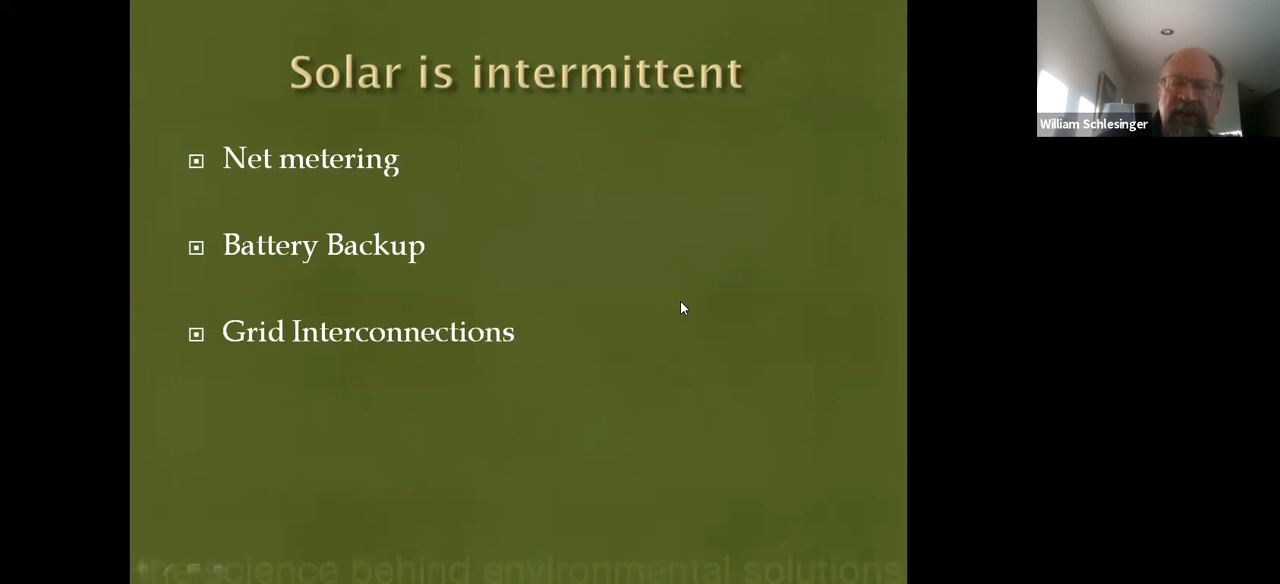 Solar is intermittent
Net metering
Battery Backup
Grid Interconnections
the science behind environmental solutions
William Schlesinger